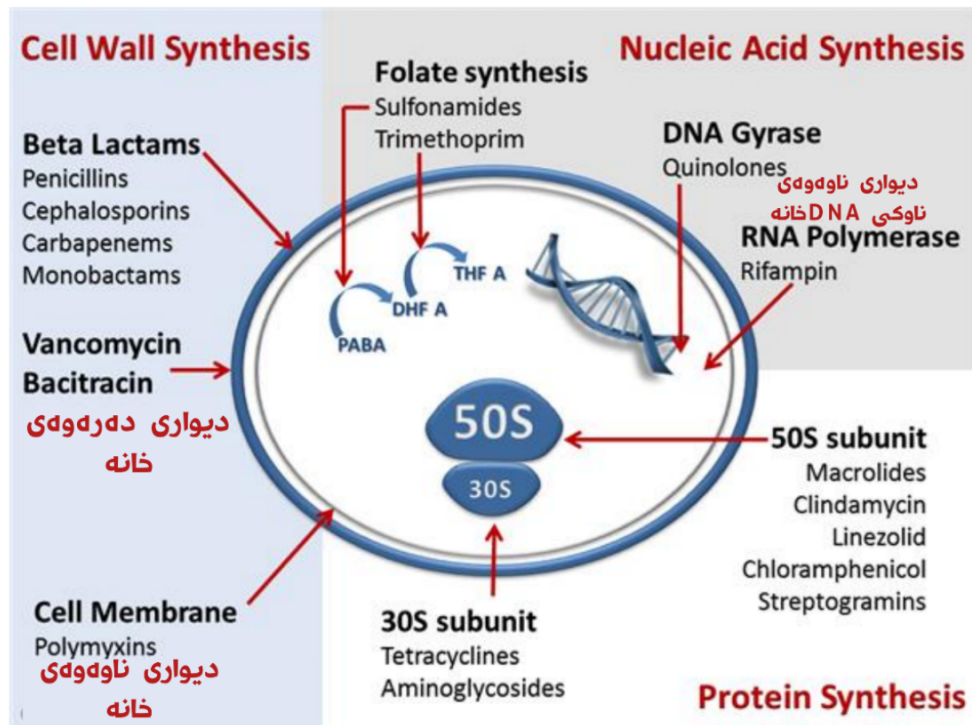 Cell Wall Synthesis
Nucleic Acid Synthesis
Folate synthesis
Sulfonamides
Trimethoprim
Beta Lactams
Penicillins
Cephalosporins
Carbapenems
Monobactams
DNA Gyrase
Quinolones
دیواری ناوەوەی
ناوکی DNA خانە
RNA Polymerase
Rifampin
THF A
DHF A
PABA
Vancomycin
Bacitracin
دیواری دەرەوەی
خانە
50S
30S
50S subunit
Macrolides
Clindamycin
Linezolid
Chloramphenicol
Streptogramins
Cell Membrane
Polymyxins
دیواری ناوەوەی
خانە
30S subunit
Tetracyclines
Aminoglycosides
Protein Synthesis